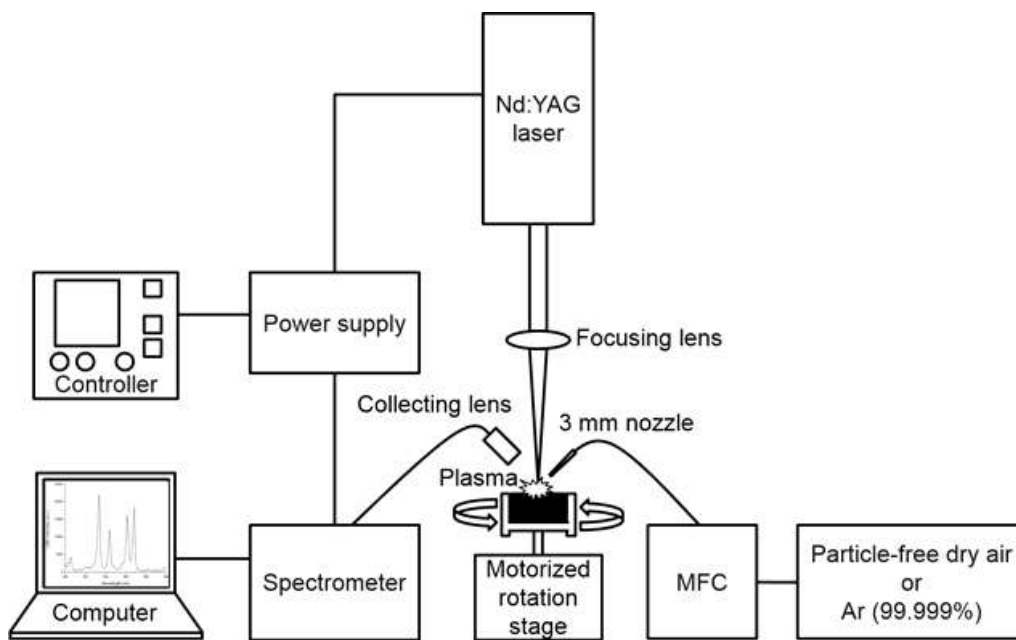 Nd:YAG
laser
Focusing lens
Power supply
Controller
Collecting lens
3 mm nozzle
Plasma
Computer
Spectrometer
Motorized
rotation
stage
MFC
Particle-free dry air
or
Ar (99.999%)